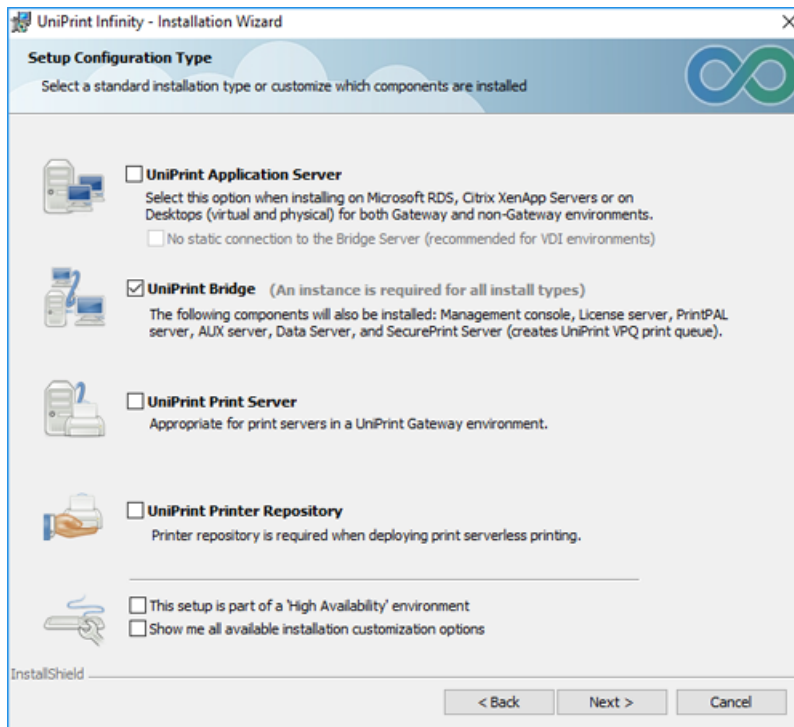 UniPrint Infinity - Installation Wizard
Setup Configuration Type
Select a standard installation type or customize which components are installed
UniPrint Application Server
Select this option when installing on Microsoft RDS, Citrix XenApp Servers or on
Desktops (virtual and physical) for both Gateway and non-Gateway environments.
No static connection to the Bridge Server (recommended for VDI environments)
UniPrint Bridge (An instance is required for all install types)
The following components will also be installed: Management console, License server, PrintPAL
server, AUX server, Data Server, and SecurePrint Server (creates UniPrint VPQ print queue).
UniPrint Print Server
Appropriate for print servers in a UniPrint Gateway environment.
UniPrint Printer Repository
Printer repository is required when deploying print serverless printing.
This setup is part of a 'High Availability' environment
Show me all available installation customization options
InstallShield
< Back Next > Cancel